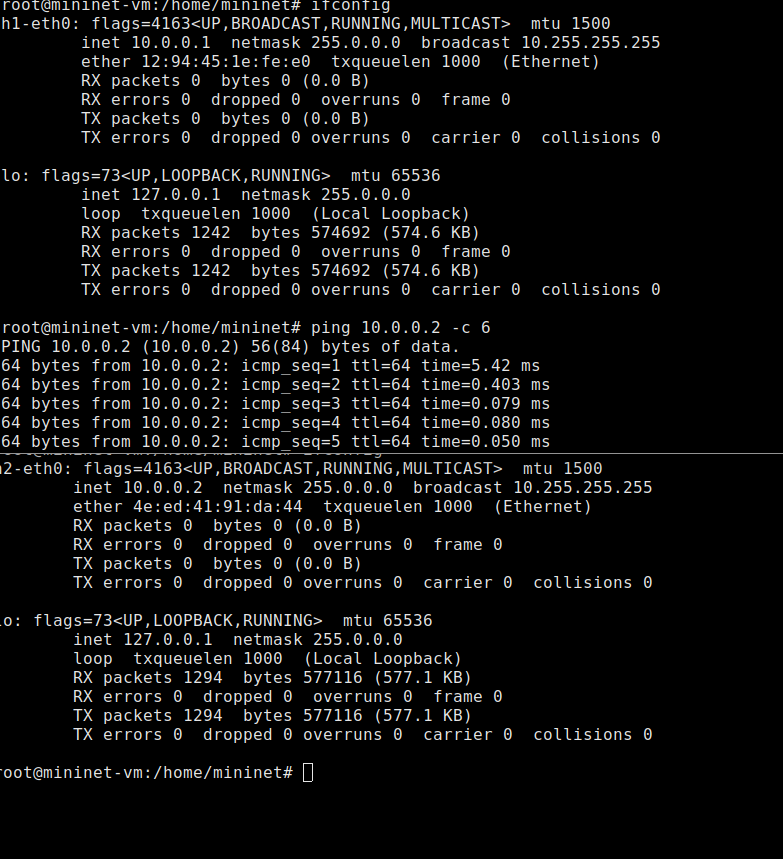 root@mininet-vm:/home/mininet# ifconfig
h1-eth0: flags=4163<UP,BROADCAST,RUNNING,MULTICAST>  mtu 1500
        inet 10.0.0.1  netmask 255.0.0.0  broadcast 10.255.255.255
        ether 12:94:45:1e:fe:e0  txqueuelen 1000  (Ethernet)
        RX packets 0  bytes 0 (0.0 B)
        RX errors 0  dropped 0  overruns 0  frame 0
        TX packets 0  bytes 0 (0.0 B)
        TX errors 0  dropped 0 overruns 0  carrier 0  collisions 0

lo: flags=73<UP,LOOPBACK,RUNNING>  mtu 65536
        inet 127.0.0.1  netmask 255.0.0.0
        loop  txqueuelen 1000  (Local Loopback)
        RX packets 1242  bytes 574692 (574.6 KB)
        RX errors 0  dropped 0  overruns 0  frame 0
        TX packets 1242  bytes 574692 (574.6 KB)
        TX errors 0  dropped 0 overruns 0  carrier 0  collisions 0

root@mininet-vm:/home/mininet# ping 10.0.0.2 -c 6
PING 10.0.0.2 (10.0.0.2) 56(84) bytes of data.
64 bytes from 10.0.0.2: icmp_seq=1 ttl=64 time=5.42 ms
64 bytes from 10.0.0.2: icmp_seq=2 ttl=64 time=0.403 ms
64 bytes from 10.0.0.2: icmp_seq=3 ttl=64 time=0.079 ms
64 bytes from 10.0.0.2: icmp_seq=4 ttl=64 time=0.080 ms
64 bytes from 10.0.0.2: icmp_seq=5 ttl=64 time=0.050 ms
h2-eth0: flags=4163<UP,BROADCAST,RUNNING,MULTICAST>  mtu 1500
        inet 10.0.0.2  netmask 255.0.0.0  broadcast 10.255.255.255
        ether 4e:ed:41:91:da:44  txqueuelen 1000  (Ethernet)
        RX packets 0  bytes 0 (0.0 B)
        RX errors 0  dropped 0  overruns 0  frame 0
        TX packets 0  bytes 0 (0.0 B)
        TX errors 0  dropped 0 overruns 0  carrier 0  collisions 0

lo: flags=73<UP,LOOPBACK,RUNNING>  mtu 65536
        inet 127.0.0.1  netmask 255.0.0.0
        loop  txqueuelen 1000  (Local Loopback)
        RX packets 1294  bytes 577116 (577.1 KB)
        RX errors 0  dropped 0  overruns 0  frame 0
        TX packets 1294  bytes 577116 (577.1 KB)
        TX errors 0  dropped 0 overruns 0  carrier 0  collisions 0

root@mininet-vm:/home/mininet#